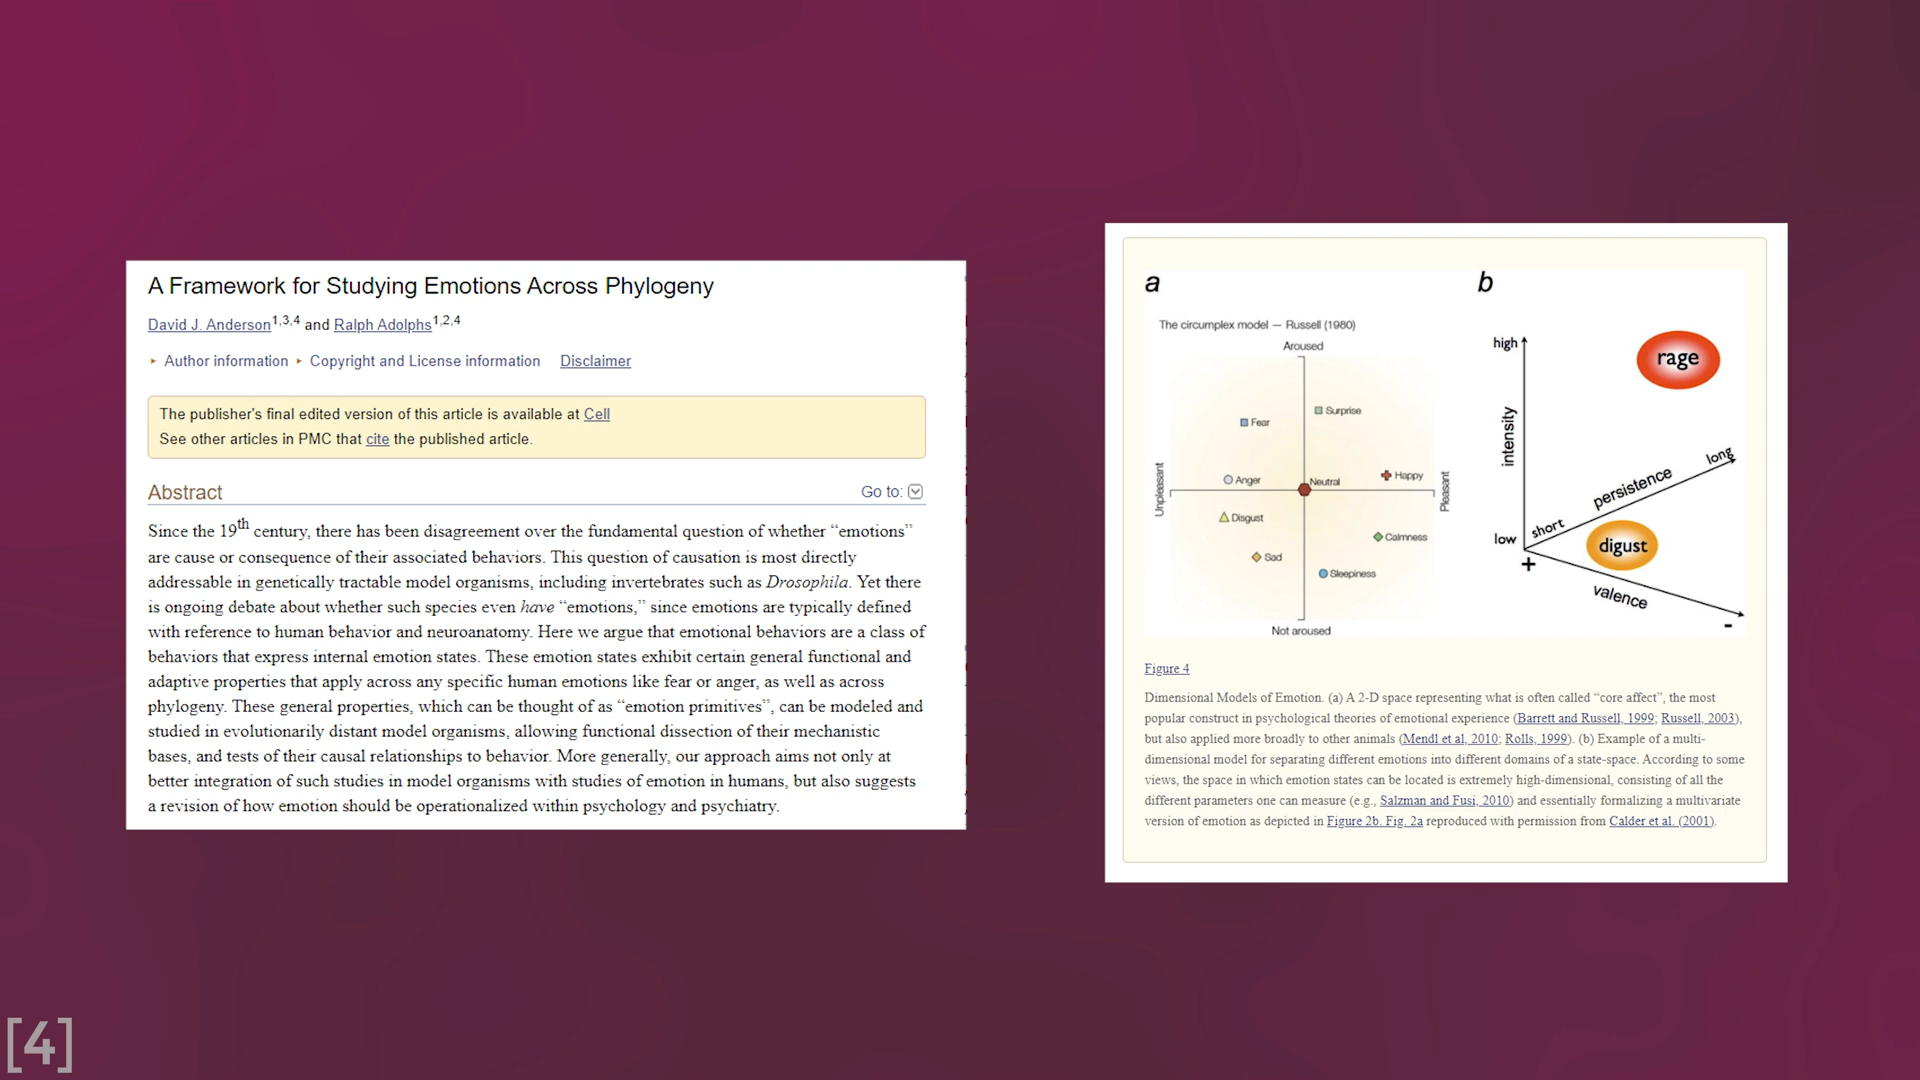 A Framework for Studying Emotions Across Phylogeny
David J. Anderson1,3,4 and Ralph Adolphs1,2,4
Author information Copyright and License information Disclaimer
The publisher's final edited version of this article is available at Cell
See other articles in PMC that cite the published article.
Abstract
Go to:
Since the 19th century, there has been disagreement over the fundamental question of whether “emotions”
are cause or consequence of their associated behaviors. This question of causation is most directly
addressable in genetically tractable model organisms, including invertebrates such as Drosophila. Yet there
is ongoing debate about whether such species even have “emotions,” since emotions are typically defined
with reference to human behavior and neuroanatomy. Here we argue that emotional behaviors are a class of
behaviors that express internal emotion states. These emotion states exhibit certain general functional and
adaptive properties that apply across any specific human emotions like fear or anger, as well as across
phylogeny. These general properties, which can be thought of as “emotion primitives”, can be modeled and
studied in evolutionarily distant model organisms, allowing functional dissection of their mechanistic
bases, and tests of their causal relationships to behavior. More generally, our approach aims not only at
better integration of such studies in model organisms with studies of emotion in humans, but also suggests
a revision of how emotion should be operationalized within psychology and psychiatry.
a
The circumplex model — Russell (1980)
Aroused
Surprise
Fear
Unpleasant
Anger
Neutral
Happy
Pleasant
Disgust
Calmness
Sad
Sleepiness
Not aroused
b
high
rage
intensity
long
persistence
short
low
digust
+
valence
-
Figure 4
Dimensional Models of Emotion. (a) A 2-D space representing what is often called “core affect”, the most
popular construct in psychological theories of emotional experience (Barrett and Russell, 1999; Russell, 2003),
but also applied more broadly to other animals (Mendl et al, 2010; Rolls, 1999). (b) Example of a multi-
dimensional model for separating different emotions into different domains of a state-space. According to some
views, the space in which emotion states can be located is extremely high-dimensional, consisting of all the
different parameters one can measure (e.g., Salzman and Fusi, 2010) and essentially formalizing a multivariate
version of emotion as depicted in Figure 2b. Fig. 2a reproduced with permission from Calder et al. (2001).
[4]